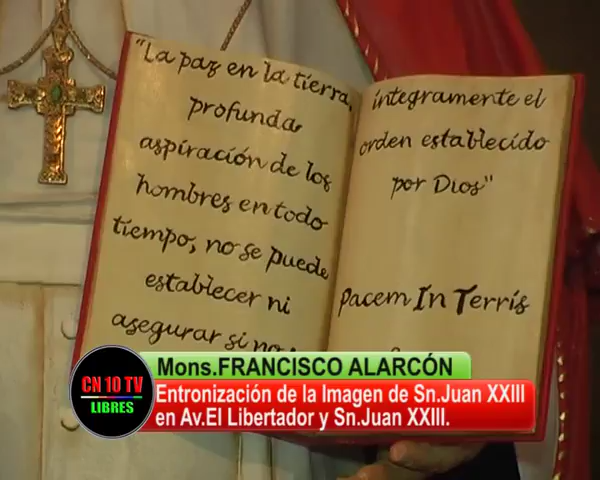 "La paz en la tierra,
profunda
aspiración de los
hombres en todo
tiempo, no se puede
establecer ni
asegurar si no
íntegramente el
orden establecido
por Dios"
Pacem In Terris
CN 10 TV
LIBRES
Mons.FRANCISCO ALARCÓN
Entronización de la Imagen de Sn.Juan XXIII
en Av.El Libertador y Sn.Juan XXIII.